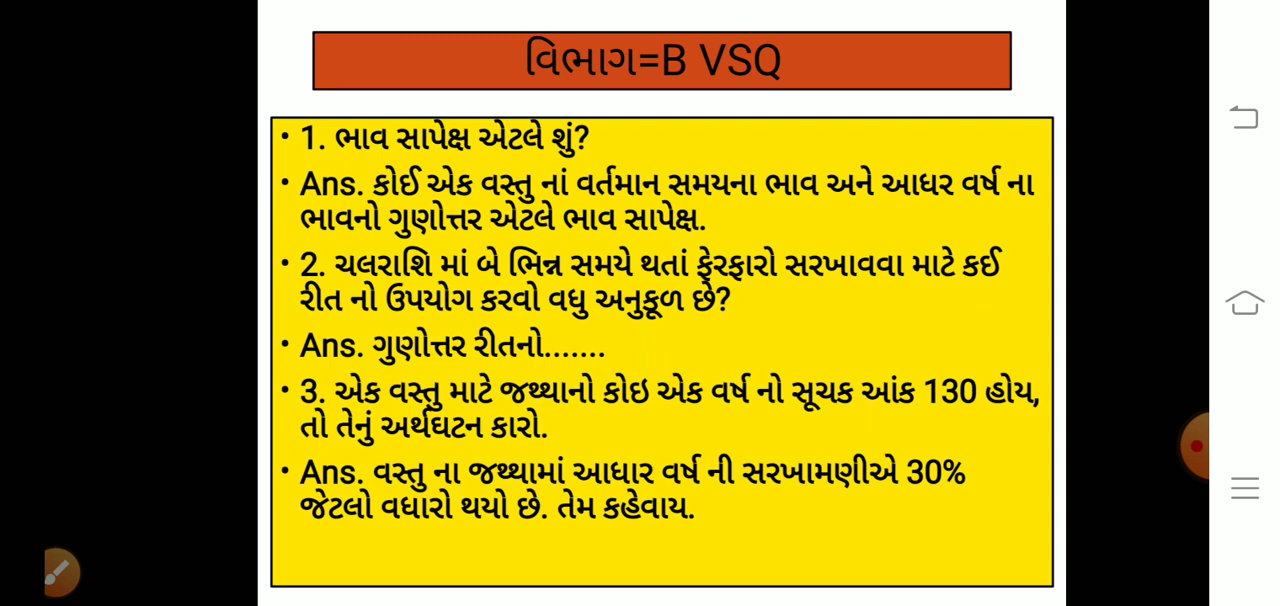 વિભાગ=B VSQ
• 1. ભાવ સાપેક્ષ એટલે શું?
• Ans. કોઈ એક વસ્તુ નાં વર્તમાન સમયના ભાવ અને આધર વર્ષ ના
ભાવનો ગુણોત્તર એટલે ભાવ સાપેક્ષ.
• 2. ચલરાશિ માં બે ભિન્ન સમયે થતાં ફેરફારો સરખાવવા માટે કઈ
રીત નો ઉપયોગ કરવો વધુ અનુકૂળ છે?
• Ans. ગુણોત્તર રીતનો.......
• 3. એક વસ્તુ માટે જથ્થાનો કોઇ એક વર્ષ નો સૂચક આંક 130 હોય,
તો તેનું અર્થઘટન કારો.
• Ans. વસ્તુ ના જથ્થામાં આધાર વર્ષ ની સરખામણીએ 30%
જેટલો વધારો થયો છે. તેમ કહેવાય.